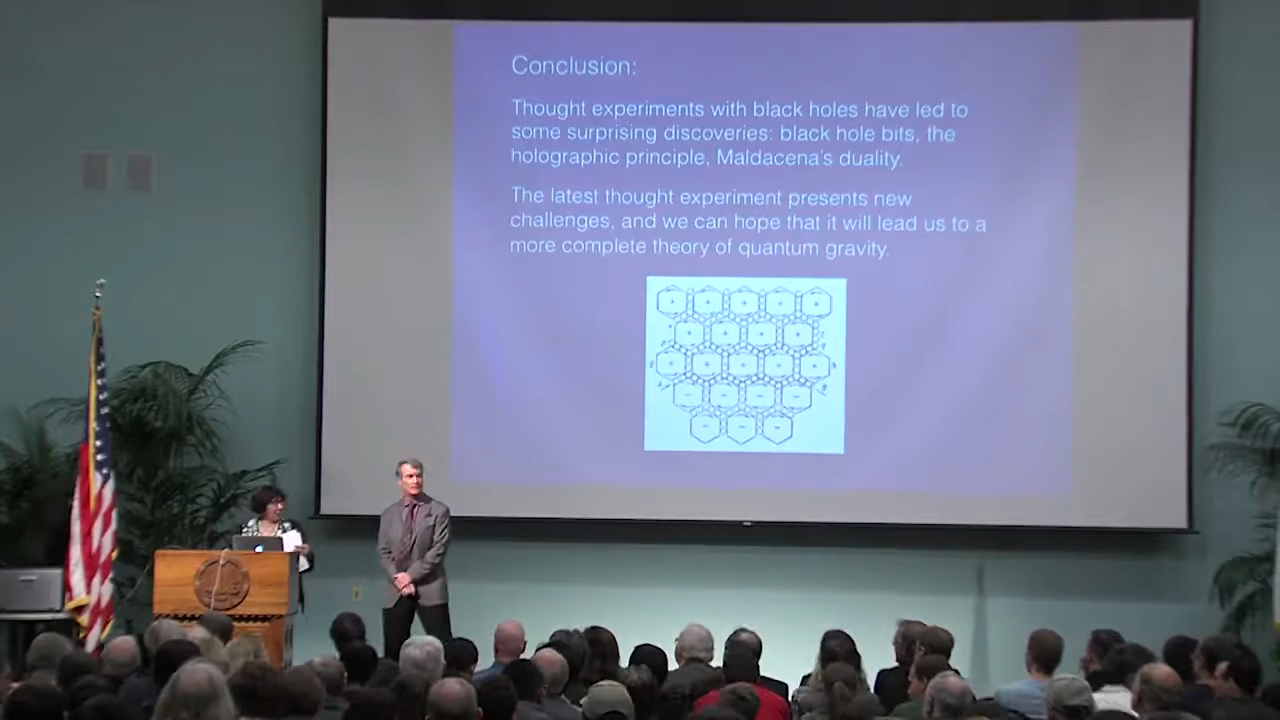 Conclusion:
Thought experiments with black holes have led to
some surprising discoveries: black hole bits, the
holographic principle, Maldacena's duality.
The latest thought experiment presents new
challenges, and we can hope that it will lead us to a
more complete theory of quantum gravity.